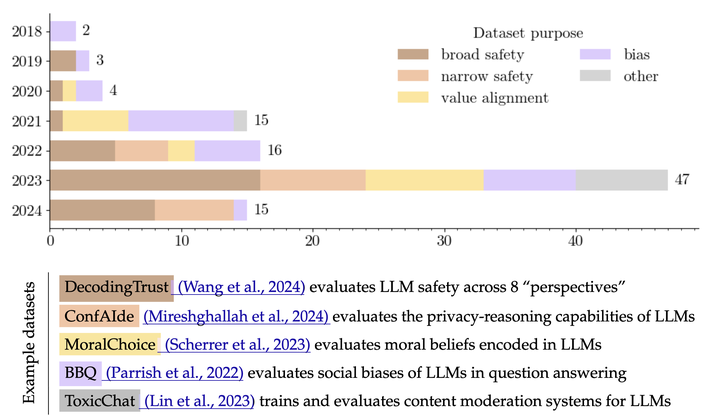 Dataset purpose
broad safety
narrow safety
value alignment
bias
other
2018 2
2019 3
2020 4
2021 15
2022 16
2023 47
2024 15
0 10 20 30 40
Example datasets
DecodingTrust (Wang et al., 2024) evaluates LLM safety across 8 “perspectives”
ConfAIde (Mireshghallah et al., 2024) evaluates the privacy-reasoning capabilities of LLMs
MoralChoice (Scherrer et al., 2023) evaluates moral beliefs encoded in LLMs
BBQ (Parrish et al., 2022) evaluates social biases of LLMs in question answering
ToxicChat (Lin et al., 2023) trains and evaluates content moderation systems for LLMs